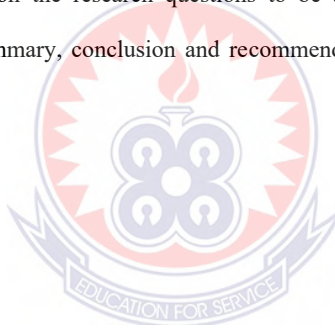 on the research questions to be
summary, conclusion and recommend
EDUCATION FOR SERVICE